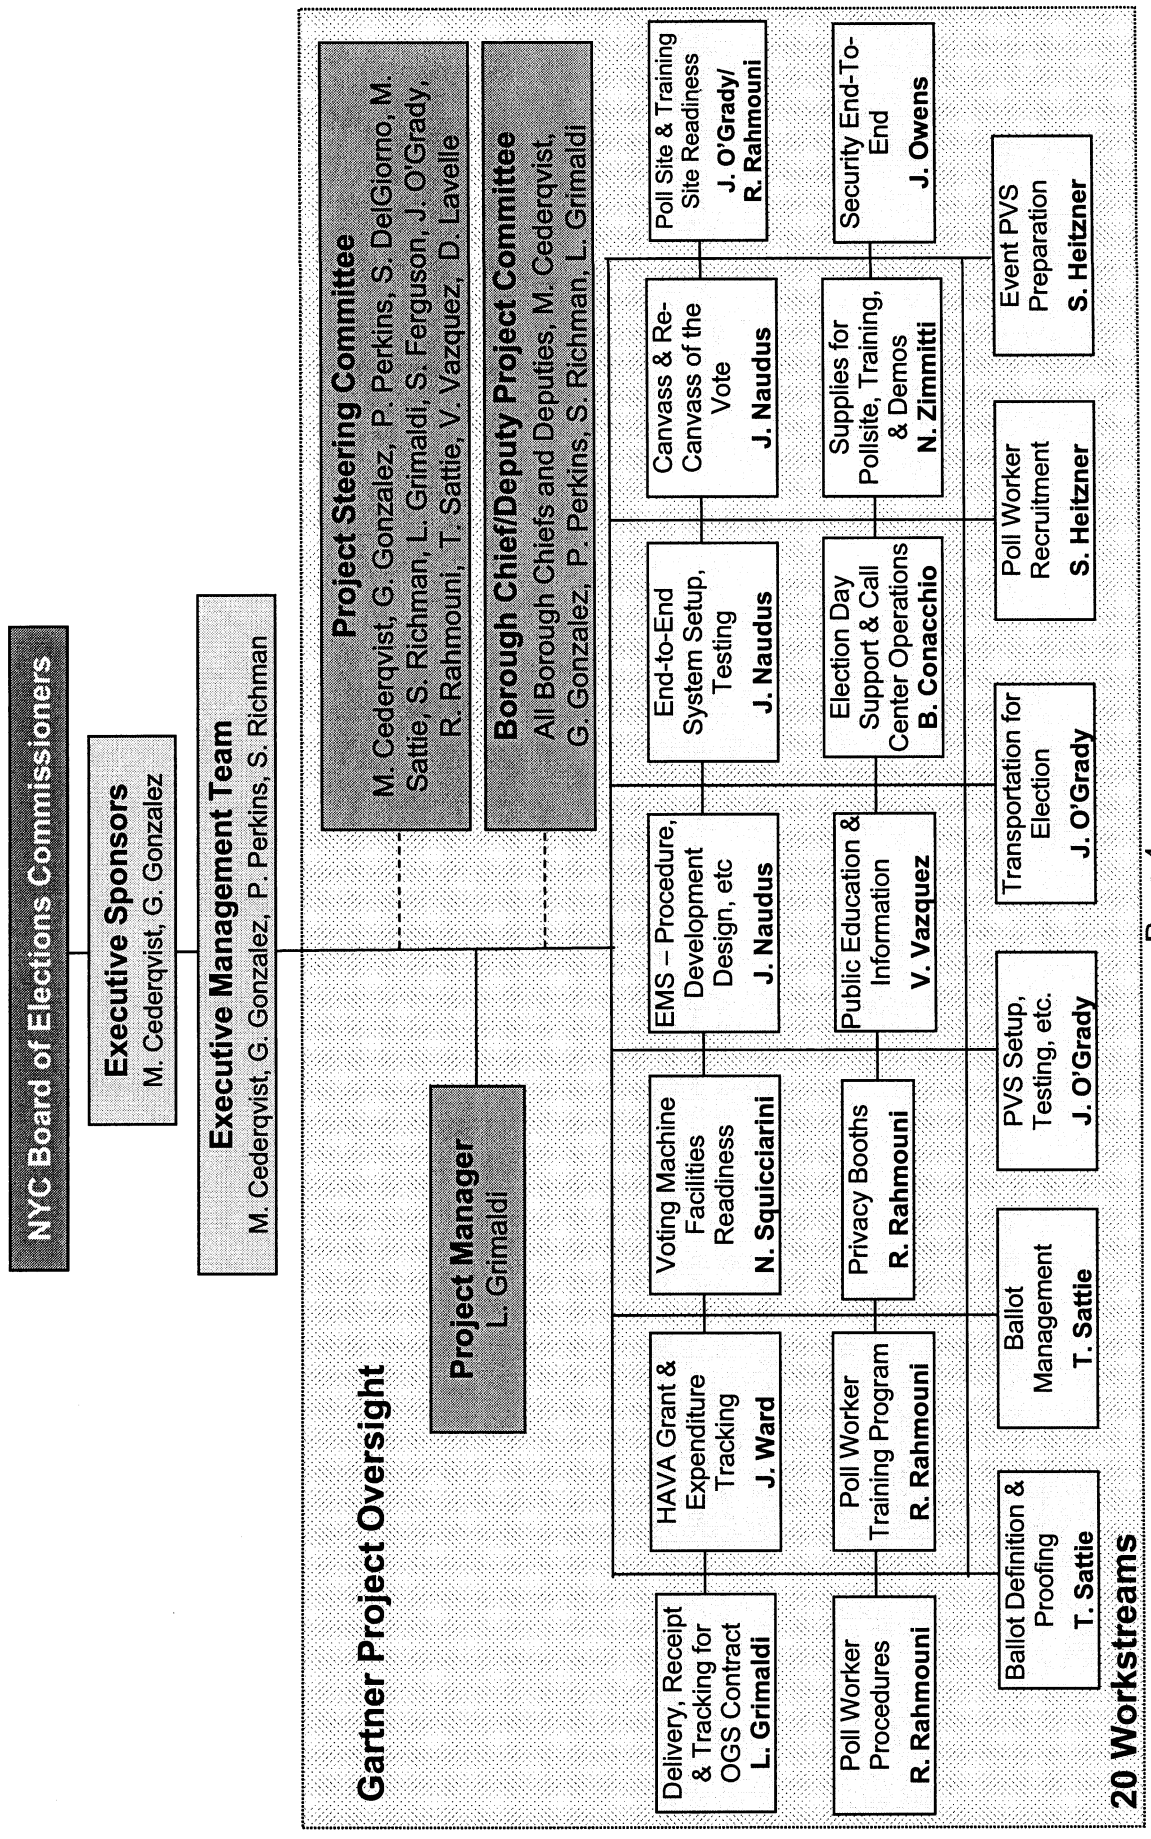 NYC Board of Elections Commissioners
Executive Sponsors
M. Cederqvist, G. Gonzalez
Executive Management Team
M. Cederqvist, G. Gonzalez, P. Perkins, S. Richman
Gartner Project Oversight
Project Steering Committee
M. Cederqvist, G. Gonzalez, P. Perkins, S. DelGiorno, M.
Sattie, S. Richman, L. Grimaldi, S. Ferguson, J. O'Grady,
R. Rahmouni, T. Sattie, V. Vazquez, D. Lavelle
Project Manager
L. Grimaldi
Borough Chief/Deputy Project Committee
All Borough Chiefs and Deputies, M. Cederqvist,
G. Gonzalez, P. Perkins, S. Richman, L. Grimaldi
Delivery, Receipt
& Tracking for
OGS Contract
L. Grimaldi
HAVA Grant &
Expenditure
Tracking
J. Ward
Voting Machine
Facilities
Readiness
N. Squicciarini
EMS – Procedure,
Development
Design, etc
J. Naudus
End-to-End
System Setup,
Testing
J. Naudus
Canvass & Re-
Canvass of the
Vote
J. Naudus
Poll Site & Training
Site Readiness
J. O'Grady/
R. Rahmouni
Poll Worker
Procedures
R. Rahmouni
Poll Worker
Training Program
R. Rahmouni
Privacy Booths
R. Rahmouni
Public Education &
Information
V. Vazquez
Election Day
Support & Call
Center Operations
B. Conacchio
Supplies for
Pollsite, Training,
& Demos
N. Zimmitti
Security End-To-
End
J. Owens
Ballot Definition &
Proofing
T. Sattie
Ballot
Management
T. Sattie
PVS Setup,
Testing, etc.
J. O'Grady
Transportation for
Election
J. O'Grady
Poll Worker
Recruitment
S. Heitzner
Event PVS
Preparation
S. Heitzner
20 Workstreams